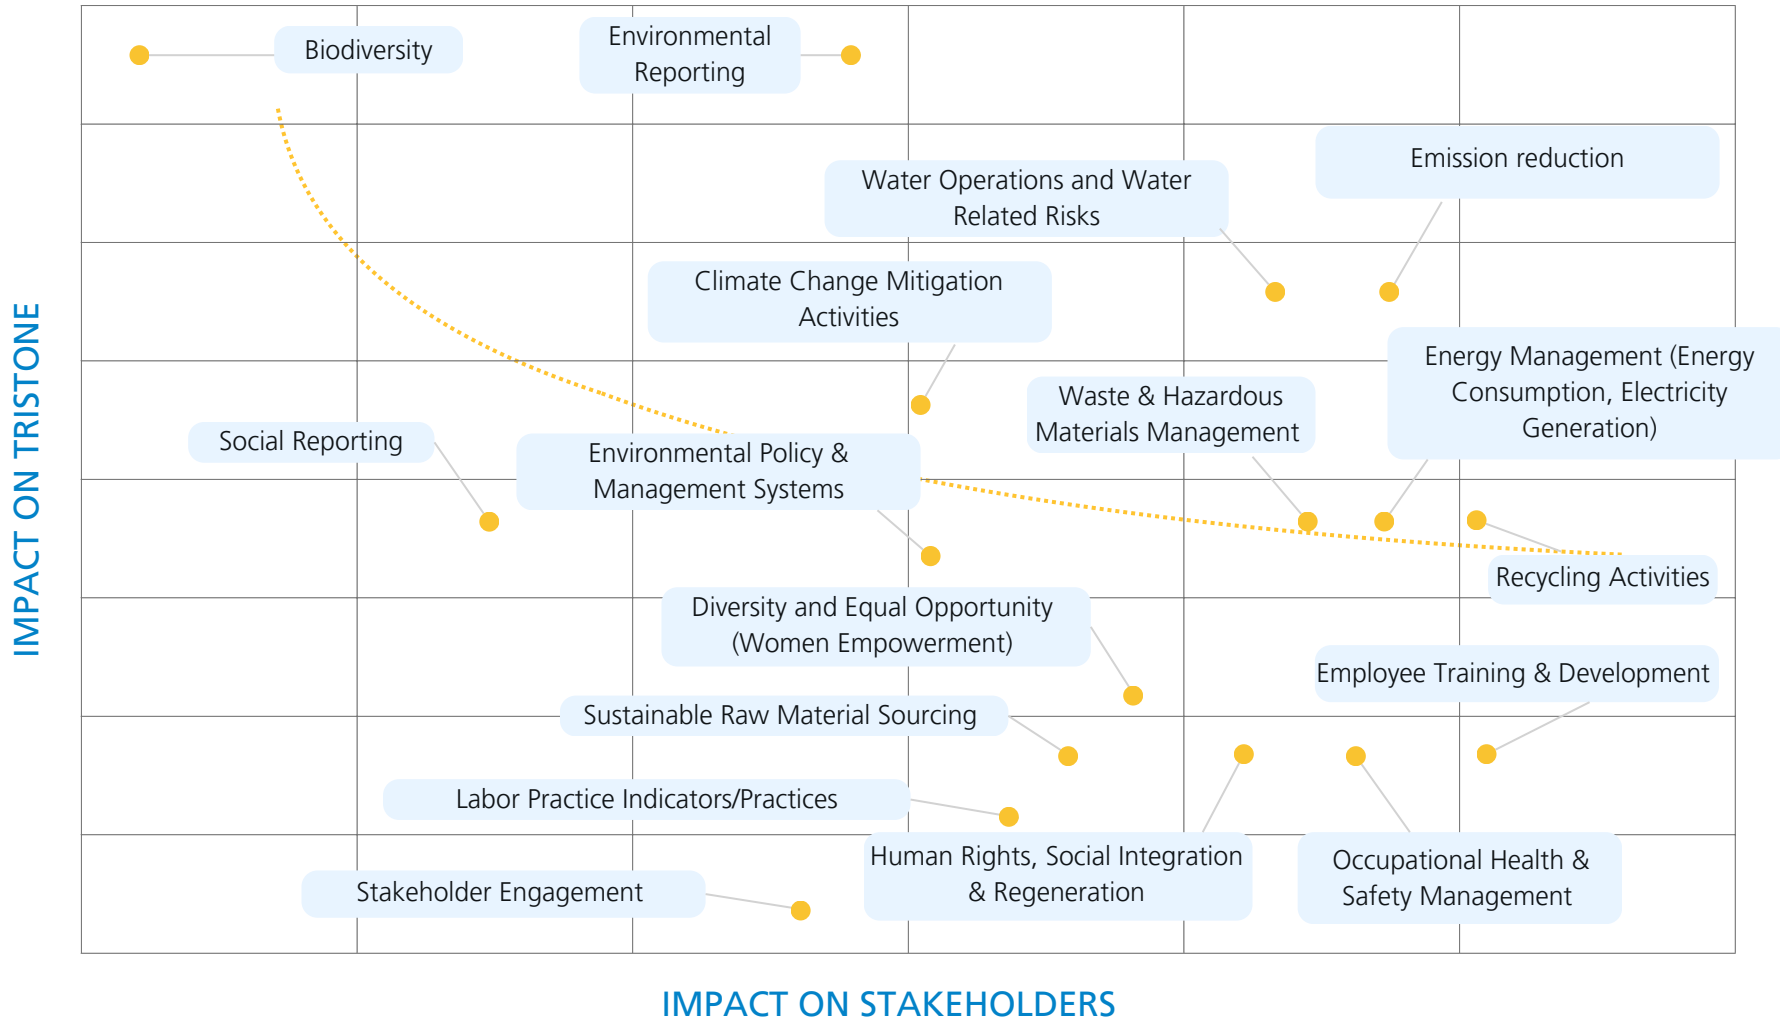 Biodiversity
Environmental
Reporting
Emission reduction
Water Operations and Water
Related Risks
Climate Change Mitigation
Activities
Energy Management (Energy
Consumption, Electricity
Generation)
Waste & Hazardous
Materials Management
Social Reporting
Environmental Policy &
Management Systems
Recycling Activities
Diversity and Equal Opportunity
(Women Empowerment)
Employee Training & Development
Sustainable Raw Material Sourcing
Labor Practice Indicators/Practices
Human Rights, Social Integration
& Regeneration
Occupational Health &
Safety Management
Stakeholder Engagement
IMPACT ON TRISTONE
IMPACT ON STAKEHOLDERS